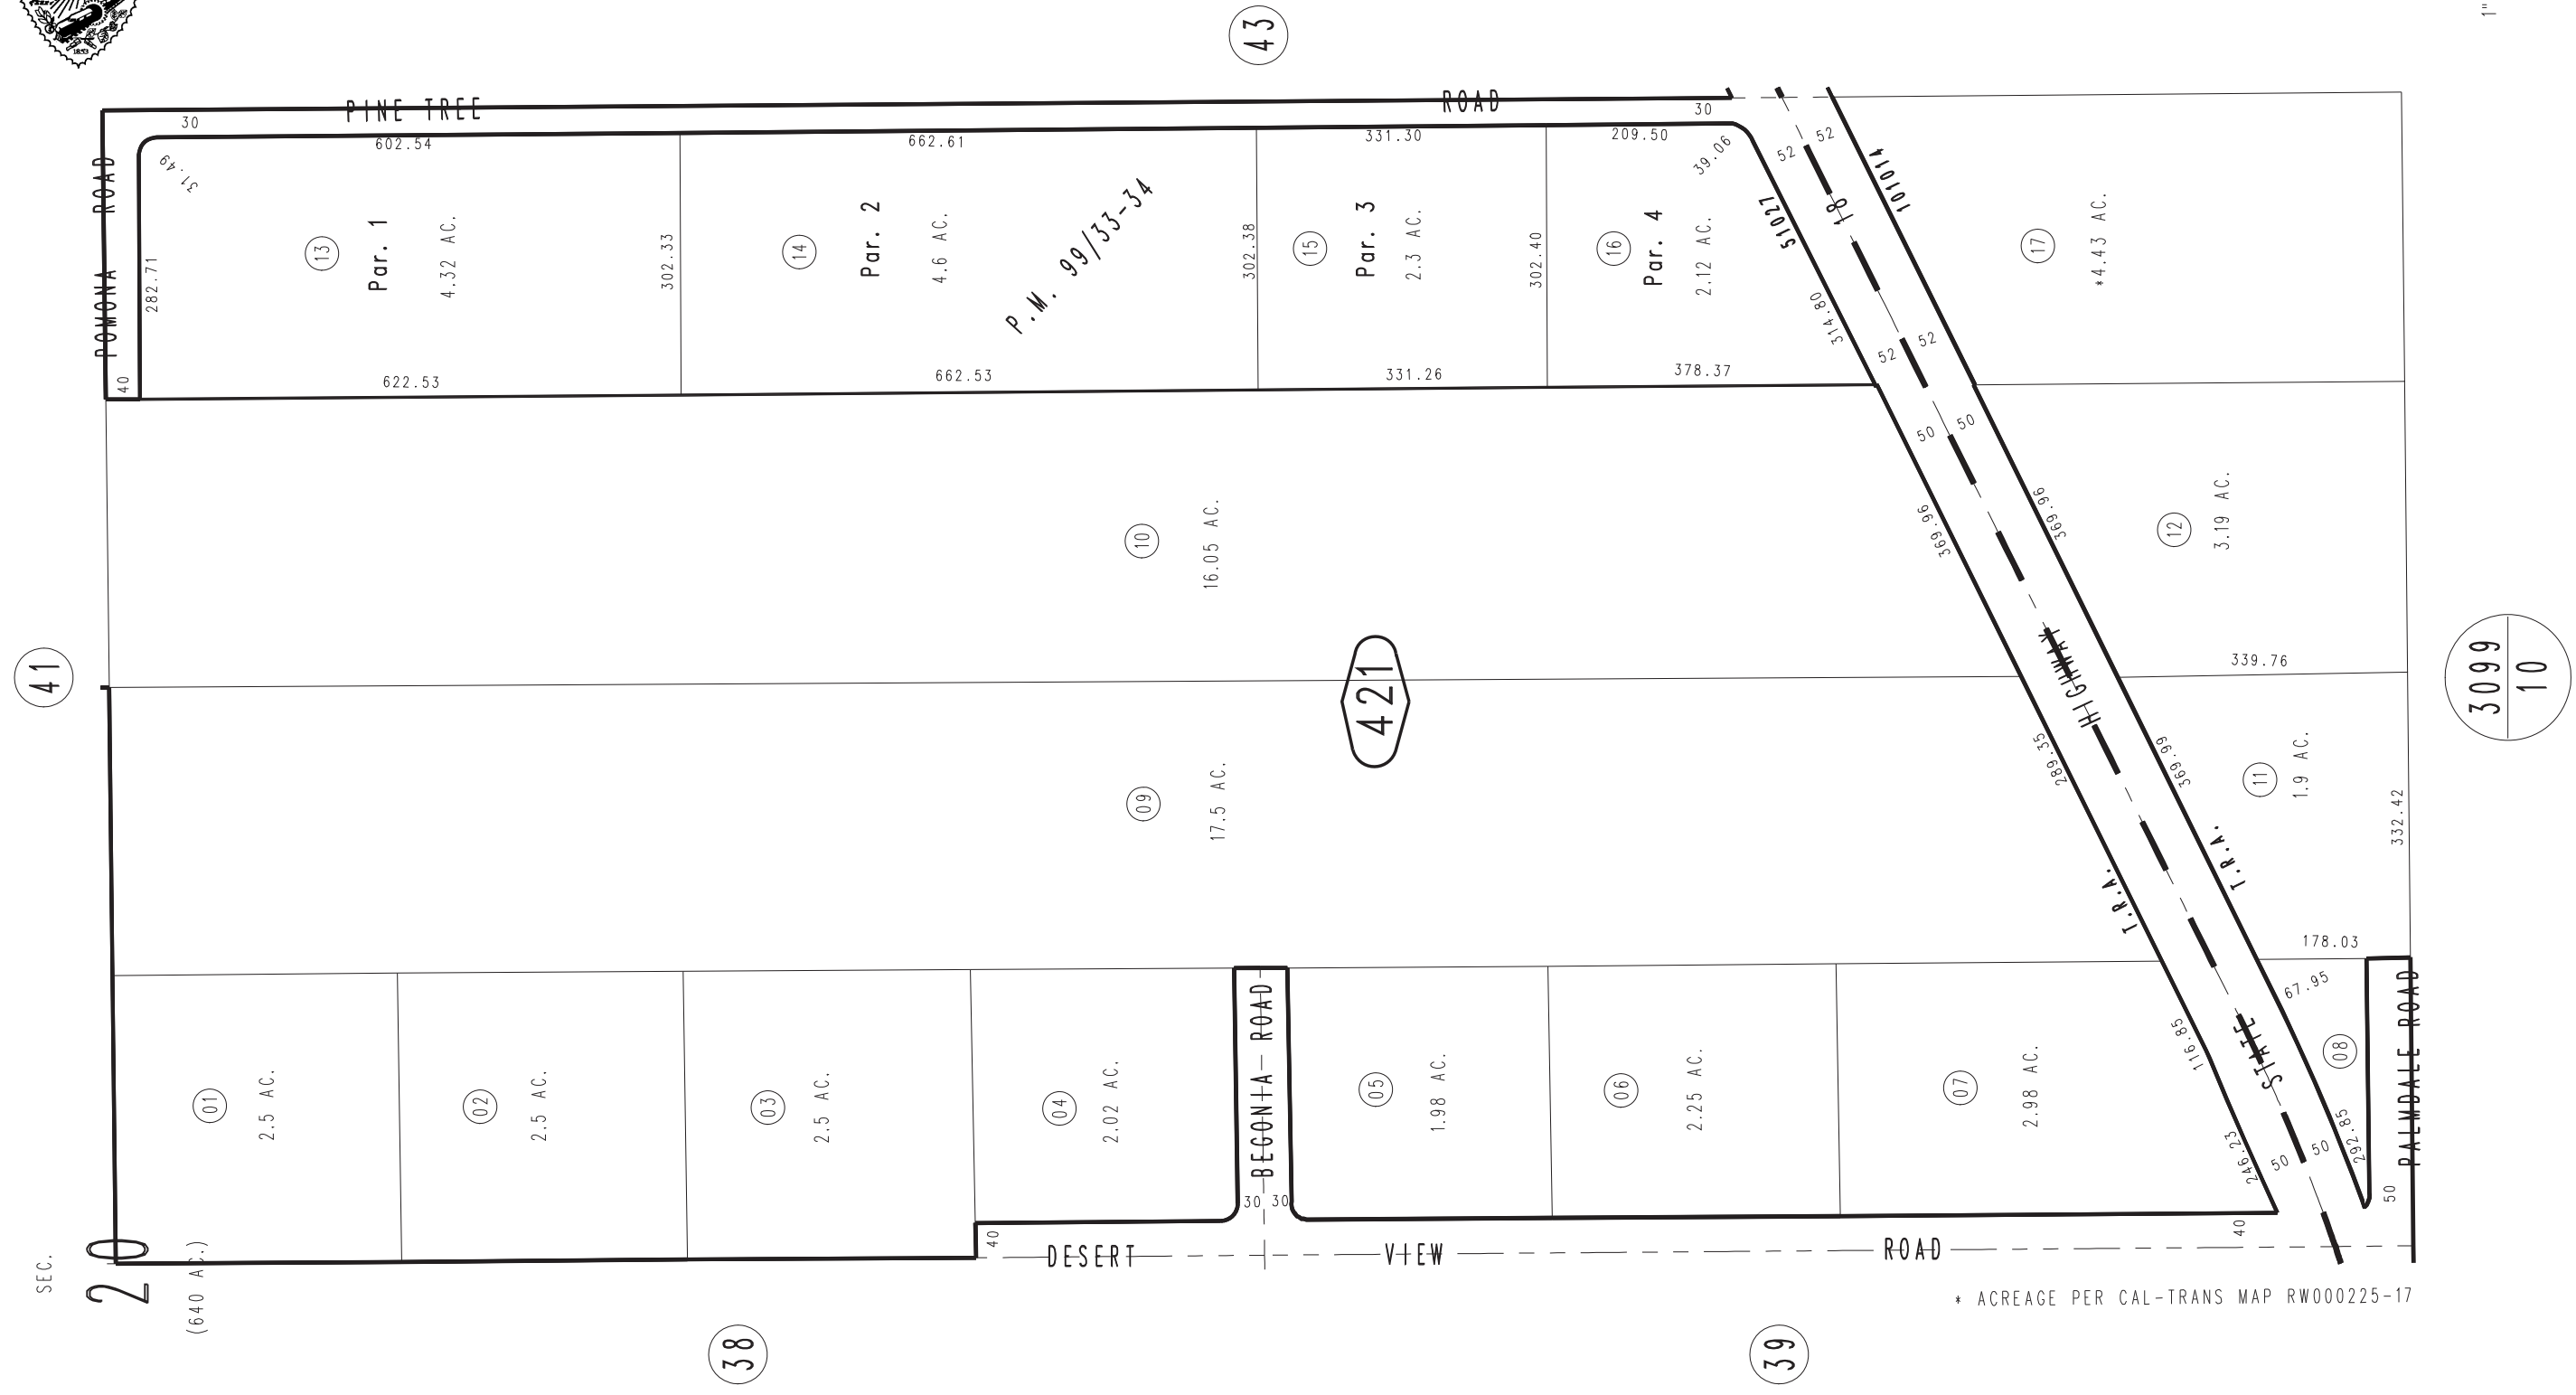 1853
43
1"
PINE TREE
ROAD
30
30
602.54
662.61
331.30
209.50
39.06
52
52
POMONA ROAD
31.49
282.71
40
13
Par. 1
4.32 AC.
302.33
14
Par. 2
4.6 AC.
P.M. 99/33-34
302.38
15
Par. 3
2.3 AC.
302.40
16
Par. 4
2.12 AC.
51027
18
101014
17
*4.43 AC.
314.80
52
52
622.53
662.53
331.26
378.37
50
50
10
16.05 AC.
369.96
369.96
12
3.19 AC.
41
421
HIGHWAY
339.76
3099
10
09
17.5 AC.
289.35
369.99
11
1.9 AC.
332.42
T.R.A.
T.R.A.
178.03
67.95
01
2.5 AC.
02
2.5 AC.
03
2.5 AC.
04
2.02 AC.
BEGONIA ROAD
05
1.98 AC.
06
2.25 AC.
07
2.98 AC.
116.85
STATE
08
PALMDALE ROAD
246.23
50
50
292.85
50
30
30
40
40
DESERT
VIEW
ROAD
SEC.
20
(640 AC.)
* ACREAGE PER CAL-TRANS MAP RW000225-17
38
39